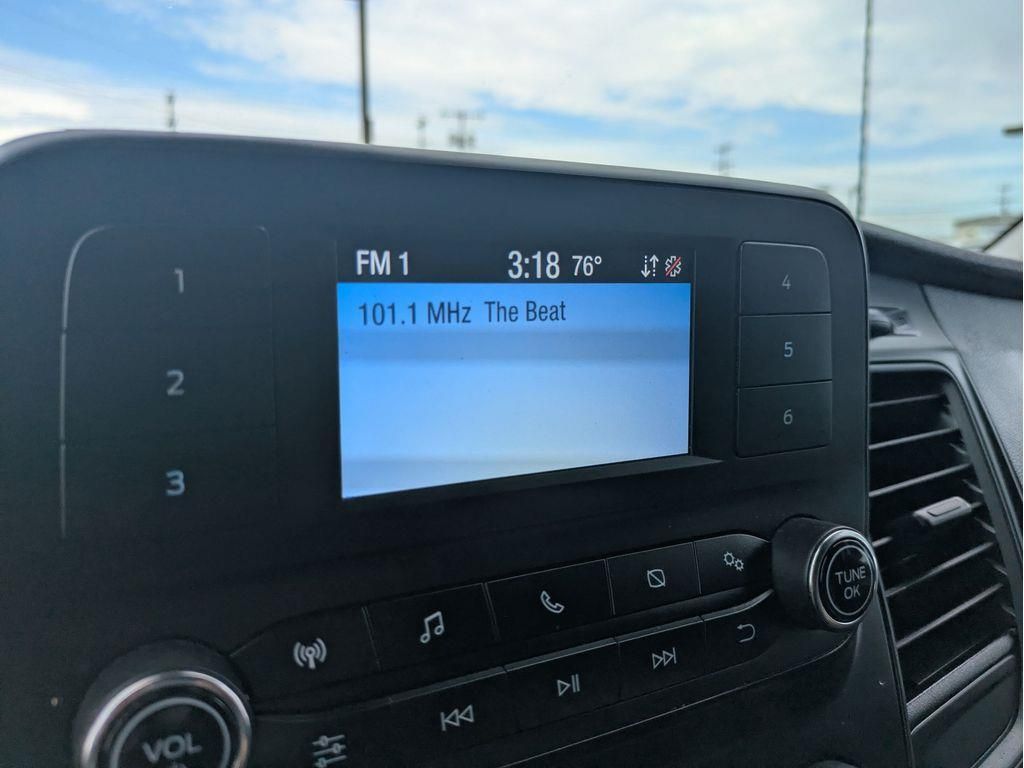 FM 1 3:18 76°
101.1 MHz The Beat
1
2
3
4
5
6
TUNE
OK
VOL